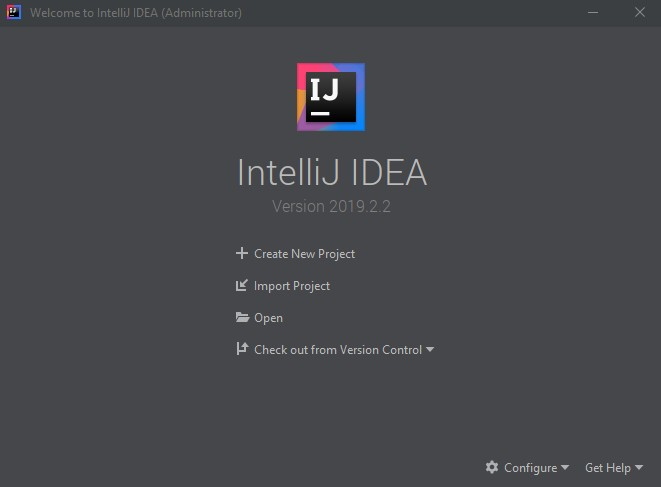 Welcome to IntelliJ IDEA (Administrator)
IJ
IntelliJ IDEA
Version 2019.2.2
Create New Project
Import Project
Open
Check out from Version Control
Configure
Get Help